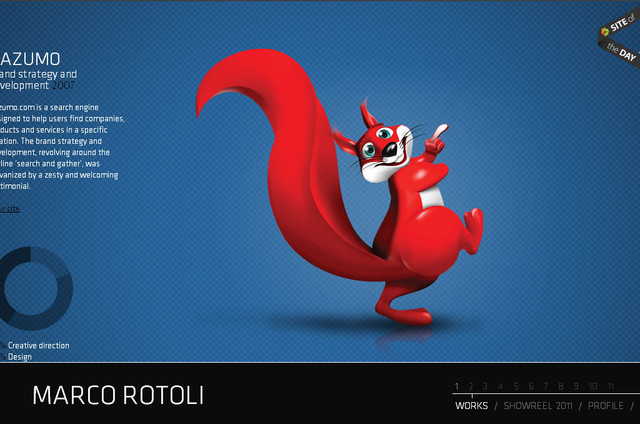 AZUMO
and strategy and
velopment 2007
zumo.com is a search engine
signed to help users find companies,
ducts and services in a specific
ation. The brand strategy and
velopment, revolving around the
rline 'search and gather', was
vanized by a zesty and welcoming
timonial.
w site
Creative direction
Design
SITE of
the DAY
MARCO ROTOLI
1 2 3 4 5 6 7 8 9 10 11
WORKS / SHOWREEL 2011 / PROFILE /